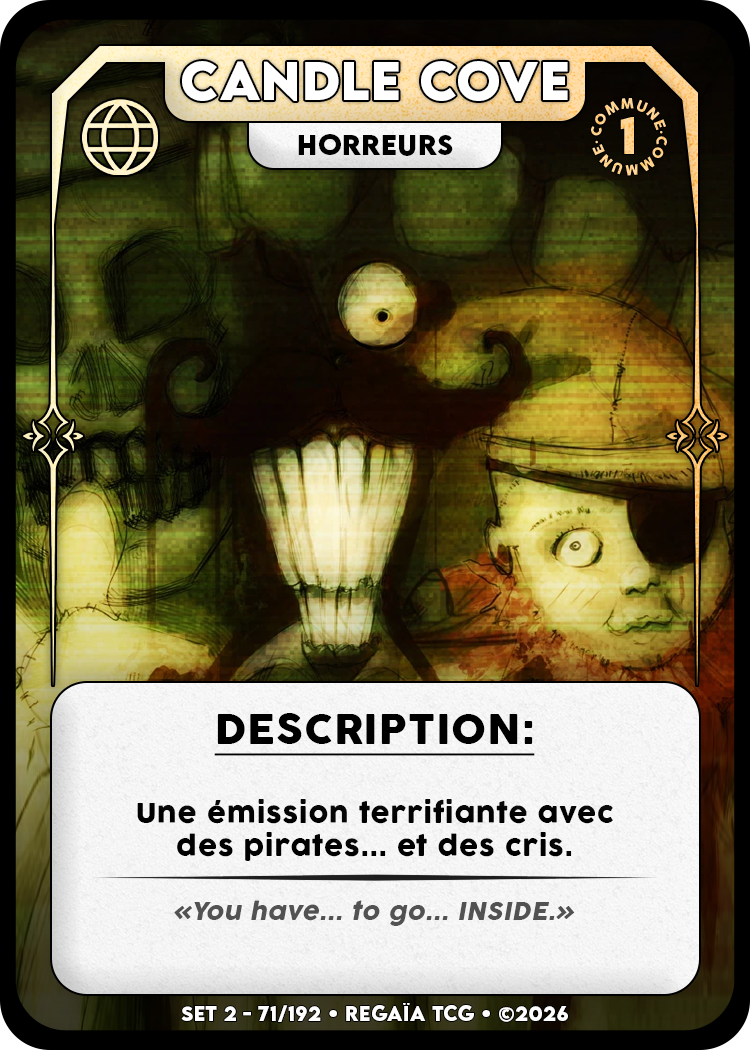 CANDLE COVE
HORREURS
COMMUNE·COMMUNE·
1
DESCRIPTION:
Une émission terrifiante avec
des pirates... et des cris.
«You have... to go... INSIDE.»
SET 2 - 71/192 • REGAÏA TCG • ©2026